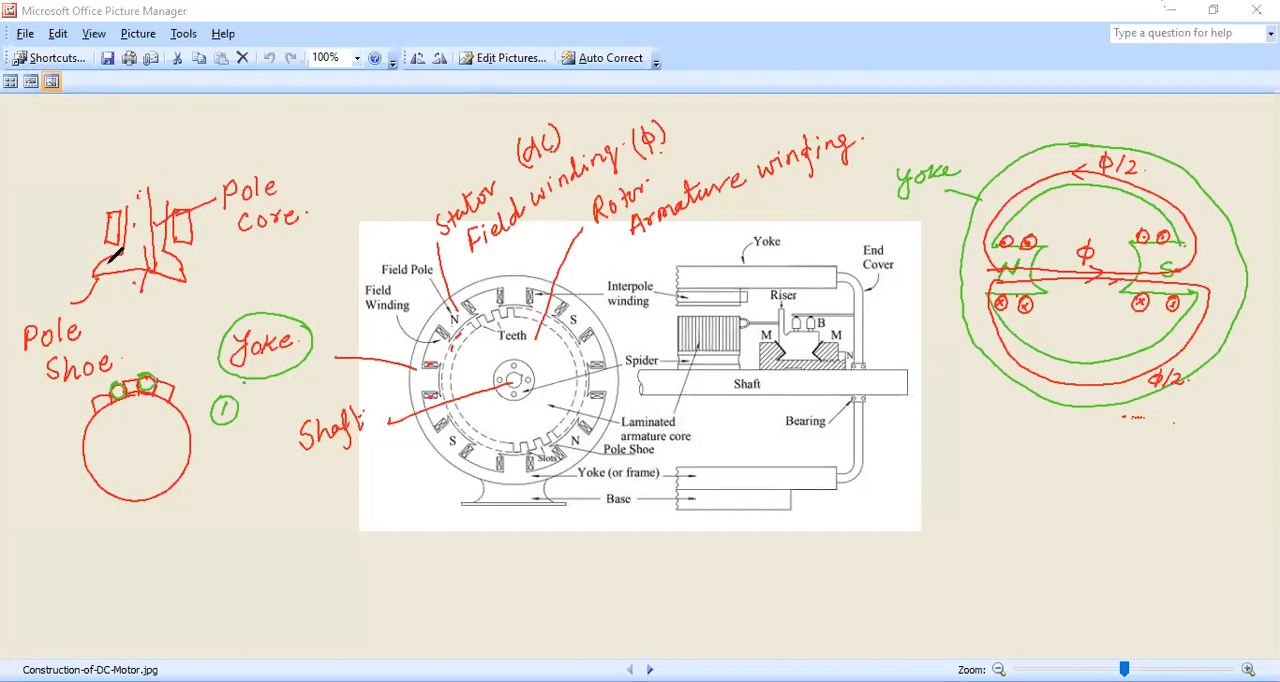 Microsoft Office Picture Manager
File Edit View Picture Tools Help
Type a question for help
Shortcuts...
100%
Edit Pictures...
Auto Correct
Pole
Core.
Pole
Shoe
Yoke
1
Shaft
Stator (dc)
Field winding. (ϕ)
Rotor
Armature winding.
Field Pole
Field
Winding
N
S
Teeth
S
N
Slots
Interpole
winding
Spider
Laminated
armature core
Pole Shoe
Yoke (or frame)
Base
Yoke
End
Cover
Riser
B
M
M
N
Shaft
Bearing
Yoke
ϕ/2
N
ϕ
S
ϕ/2
Construction-of-DC-Motor.jpg
Zoom: